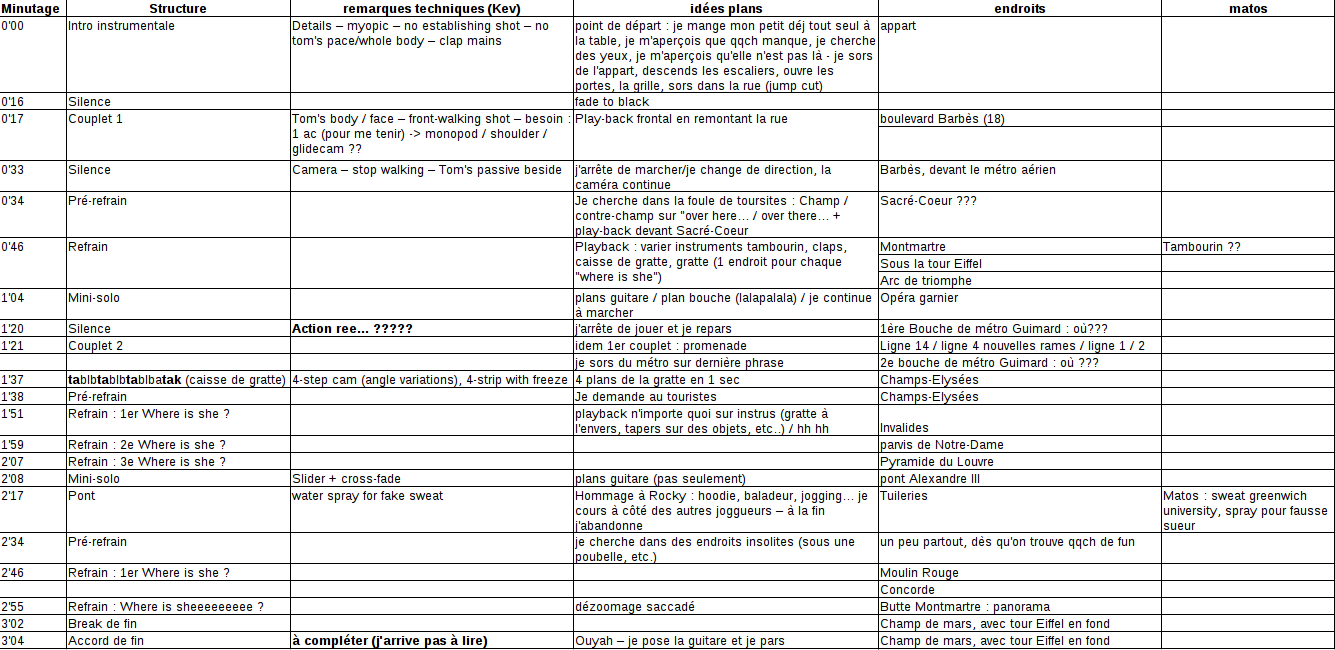 Minutage Structure remarques techniques (Kev) idées plans endroits matos
0'00 Intro instrumentale Details – myopic – no establishing shot – no point de départ : je mange mon petit déj tout seul à appart
tom's pace/whole body – clap mains la table, je m'aperçois que qqch manque, je cherche
des yeux, je m'aperçois qu'elle n'est pas là - je sors
de l'appart, descends les escaliers, ouvre les
portes, la grille, sors dans la rue (jump cut)
0'16 Silence fade to black
0'17 Couplet 1 Tom's body / face – front-walking shot – besoin : Play-back frontal en remontant la rue boulevard Barbès (18)
1 ac (pour me tenir) -> monopod / shoulder /
glidecam ??
0'33 Silence Camera – stop walking – Tom's passive beside j'arrête de marcher/je change de direction, la Barbès, devant le métro aérien
caméra continue
0'34 Pré-refrain Je cherche dans la foule de toursites : Champ / Sacré-Coeur ???
contre-champ sur "over here... / over there... +
play-back devant Sacré-Coeur
0'46 Refrain Playback : varier instruments tambourin, claps, Montmartre Tambourin ??
caisse de gratte, gratte (1 endroit pour chaque Sous la tour Eiffel
"where is she") Arc de triomphe
1'04 Mini-solo plans guitare / plan bouche (lalapalala) / je continue Opéra garnier
à marcher
1'20 Silence Action ree... ????? j'arrête de jouer et je repars 1ère Bouche de métro Guimard : où???
1'21 Couplet 2 idem 1er couplet : promenade Ligne 14 / ligne 4 nouvelles rames / ligne 1 / 2
je sors du métro sur dernière phrase 2e bouche de métro Guimard : où ???
1'37 tablbtablbtablbatak (caisse de gratte) 4-step cam (angle variations), 4-strip with freeze 4 plans de la gratte en 1 sec Champs-Elysées
1'38 Pré-refrain Je demande au touristes Champs-Elysées
1'51 Refrain : 1er Where is she ? playback n'importe quoi sur instrus (gratte à
l'envers, tapers sur des objets, etc..) / hh hh Invalides
1'59 Refrain : 2e Where is she ? parvis de Notre-Dame
2'07 Refrain : 3e Where is she ? Pyramide du Louvre
2'08 Mini-solo Slider + cross-fade plans guitare (pas seulement) pont Alexandre III
2'17 Pont water spray for fake sweat Hommage à Rocky : hoodie, baladeur, jogging... je Tuileries Matos : sweat greenwich
cours à côté des autres joggueurs – à la fin university, spray pour fausse
j'abandonne sueur
2'34 Pré-refrain je cherche dans des endroits insolites (sous une un peu partout, dès qu'on trouve qqch de fun
poubelle, etc.)
2'46 Refrain : 1er Where is she ? Moulin Rouge
Concorde
2'55 Refrain : Where is sheeeeeeeee ? dézoomage saccadé Butte Montmartre : panorama
3'02 Break de fin Champ de mars, avec tour Eiffel en fond
3'04 Accord de fin à compléter (j'arrive pas à lire) Ouyah – je pose la guitare et je pars Champ de mars, avec tour Eiffel en fond